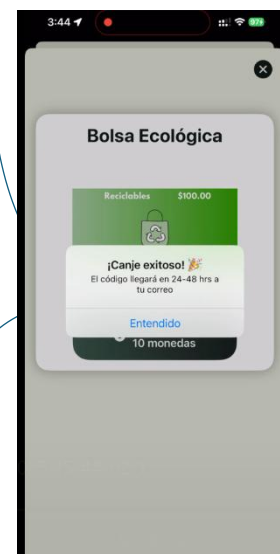 3:44
97+
Bolsa Ecológica
Reciclables $100.00
¡Canje exitoso! 🎉
El código llegará en 24-48 hrs a
tu correo
Entendido
10 monedas